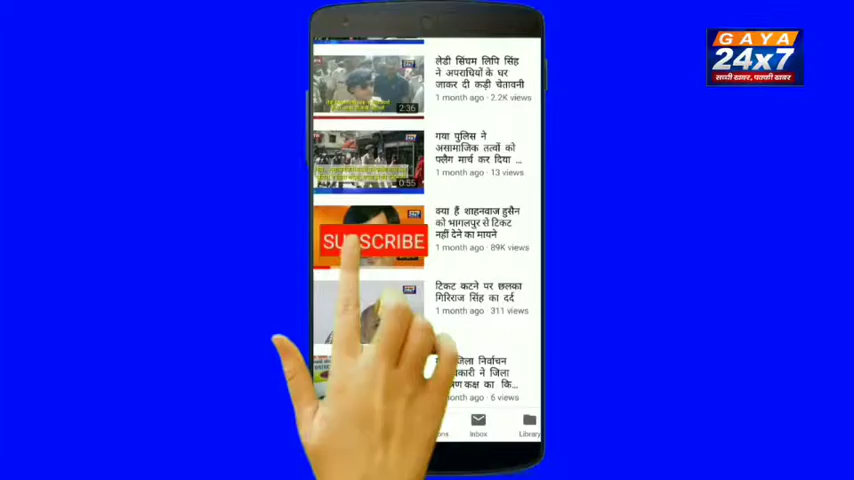 GAYA
24x7
सच्ची खबर, पक्की खबर
लेडी सिंघम लिपि सिंह
ने अपराधियों के घर
जाकर दी कड़ी चेतावनी
1 month ago · 2.2K views
2:36
गया पुलिस ने
असामाजिक तत्वों को
फ्लैग मार्च कर दिया ...
1 month ago · 13 views
0:55
क्या हैं शाहनवाज हुसैन
को भागलपुर से टिकट
नहीं देने का मायने
1 month ago · 89K views
SUBSCRIBE
टिकट कटने पर छलका
गिरिराज सिंह का दर्द
1 month ago · 311 views
जिला निर्वाचन
ने जिला
कक्ष का कि...
ago · 6 views
Inbox
Library